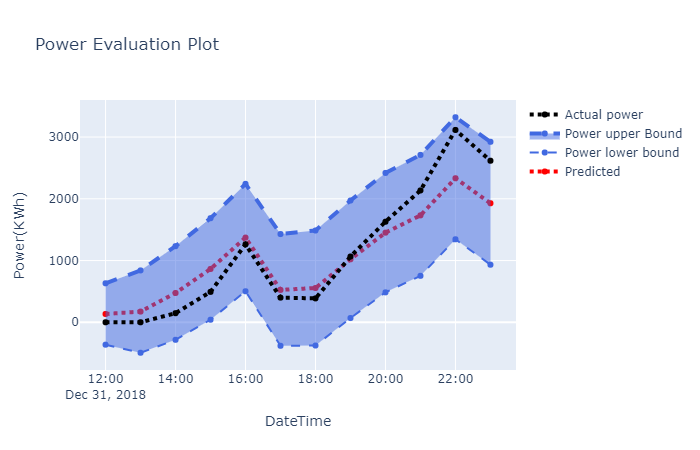 Power Evaluation Plot
Actual power
Power upper Bound
Power lower bound
Predicted
Power(KWh)
3000
2000
1000
0
12:00 14:00 16:00 18:00 20:00 22:00
Dec 31, 2018
DateTime